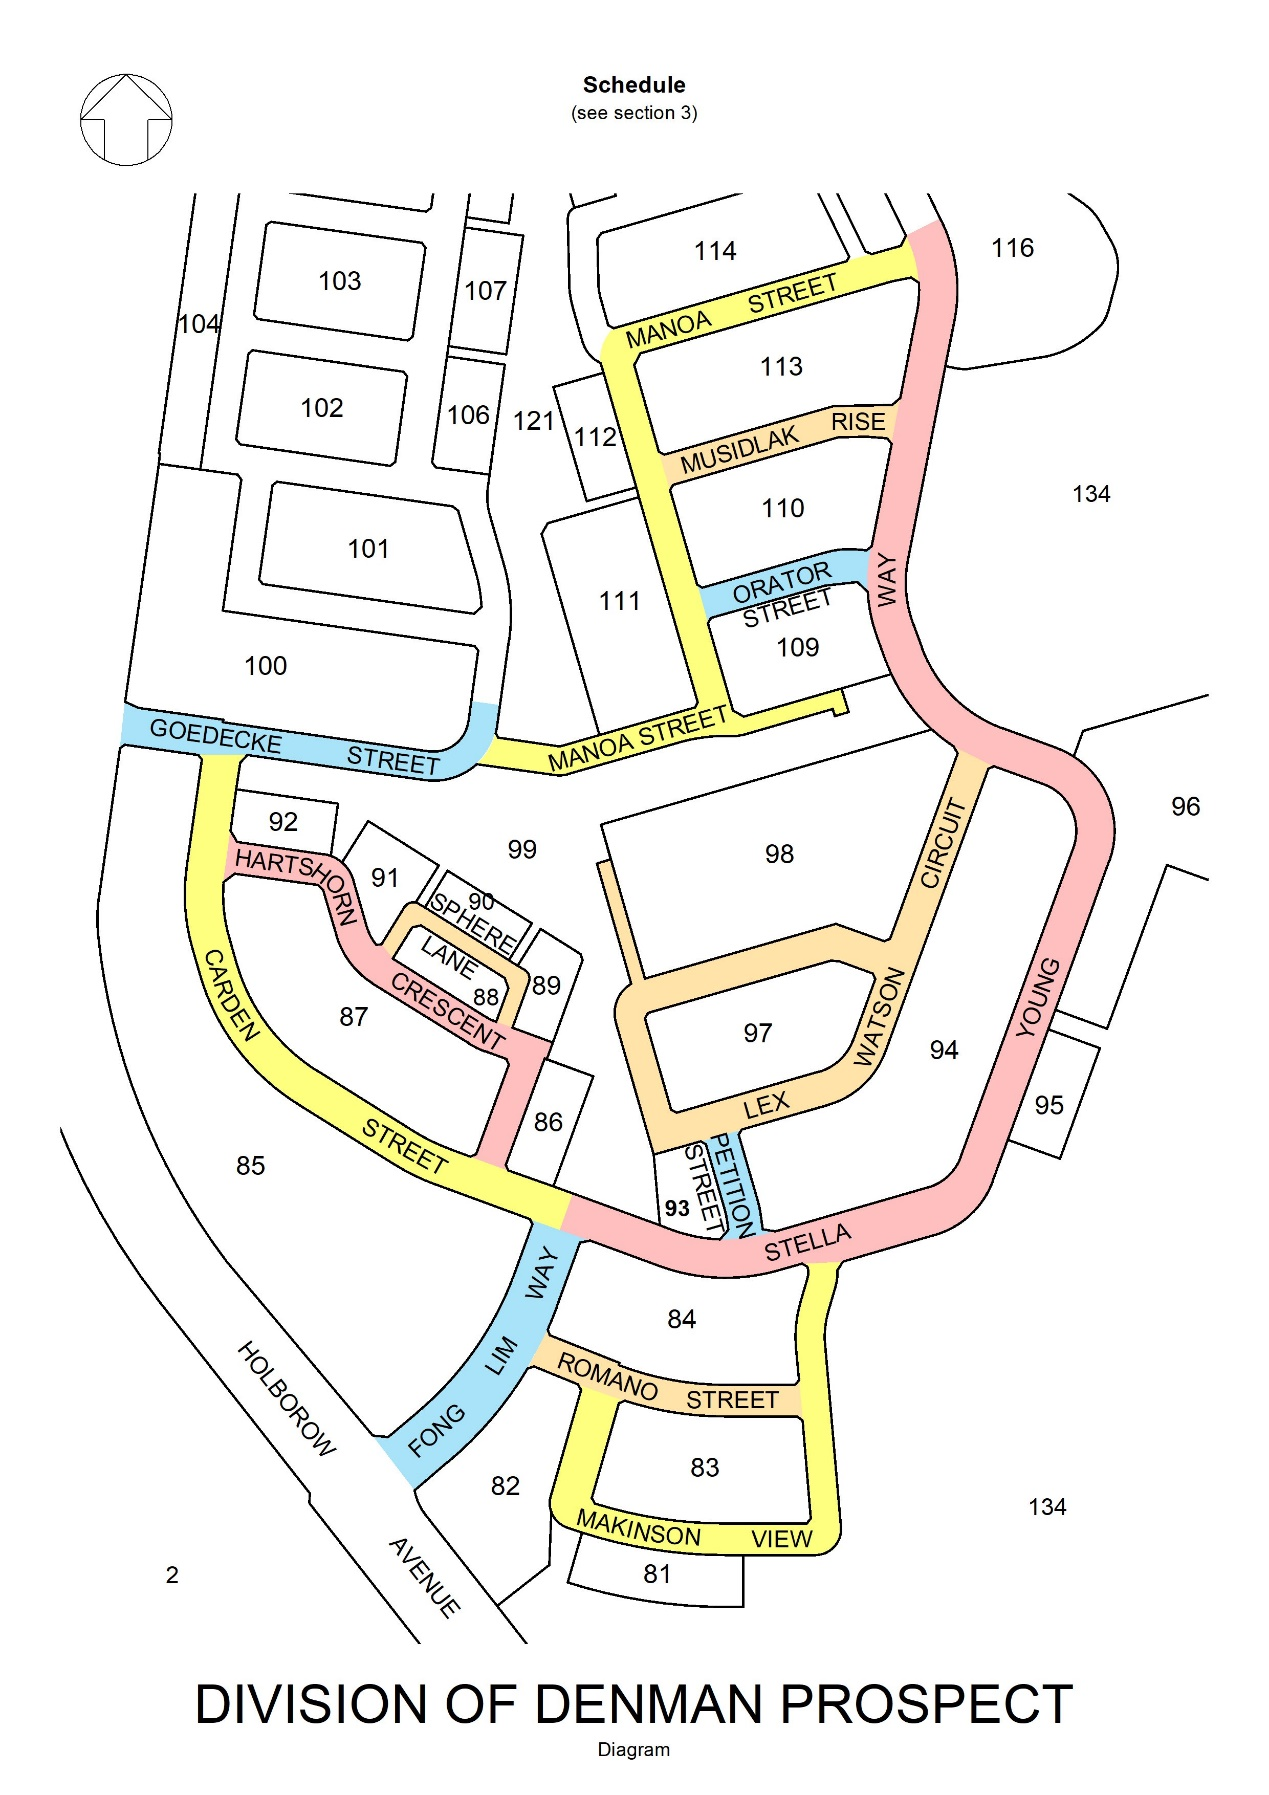 Schedule
(see section 3)
114
116
103
107
104
MANOA STREET
113
102
106
121
112
MUSIDLAK RISE
134
110
101
111
ORATOR
STREET
WAY
109
100
GOEDECKE STREET
MANOA STREET
92
99
98
96
HARTSHORN
91
90
SPHERE
LANE
88
89
CIRCUIT
CARDEN
CRESCENT
87
97
WATSON
YOUNG
94
LEX
95
86
STREET
85
PETITION
STREET
93
STELLA
WAY
84
LIM
HOLBOROW
ROMANO STREET
FONG
83
82
134
MAKINSON VIEW
2
AVENUE
81
DIVISION OF DENMAN PROSPECT
Diagram